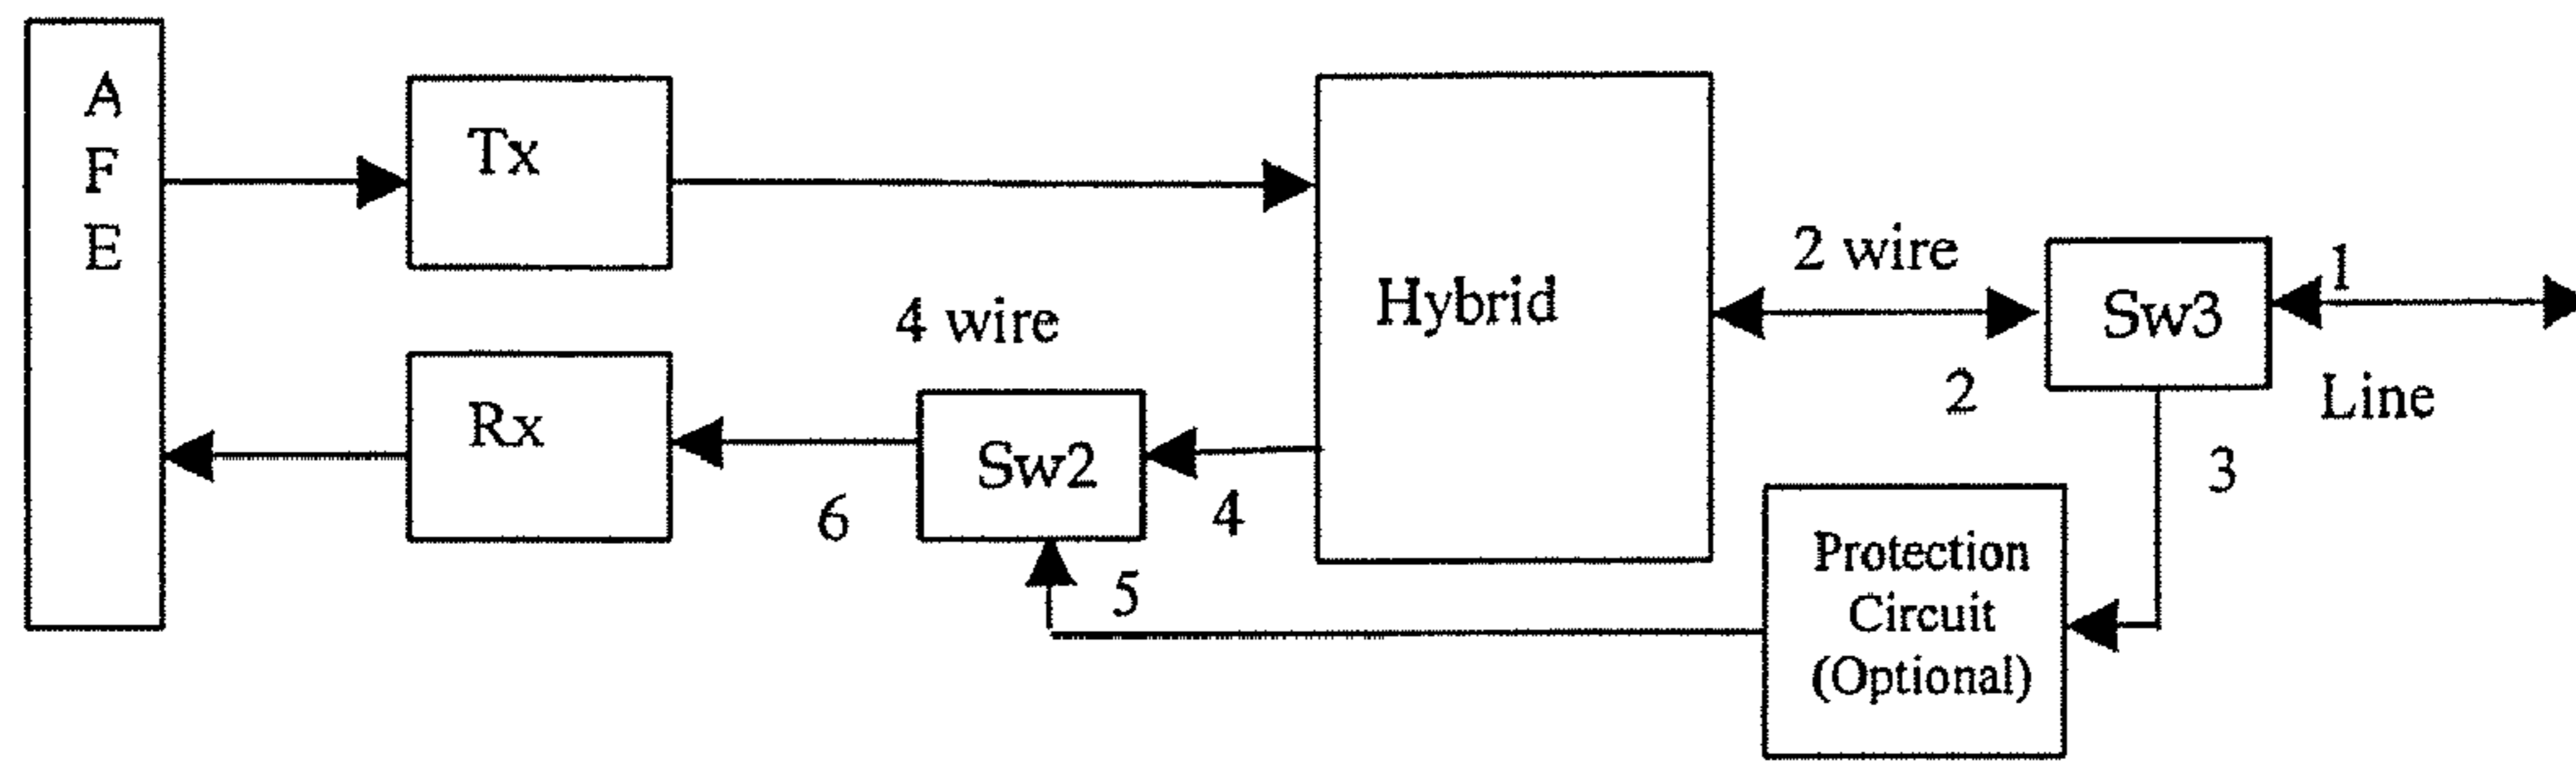 A
F
E
Tx
Rx
4 wire
Sw2
6
4
5
Hybrid
2 wire
2
Sw3
1
Line
3
Protection
Circuit
(Optional)